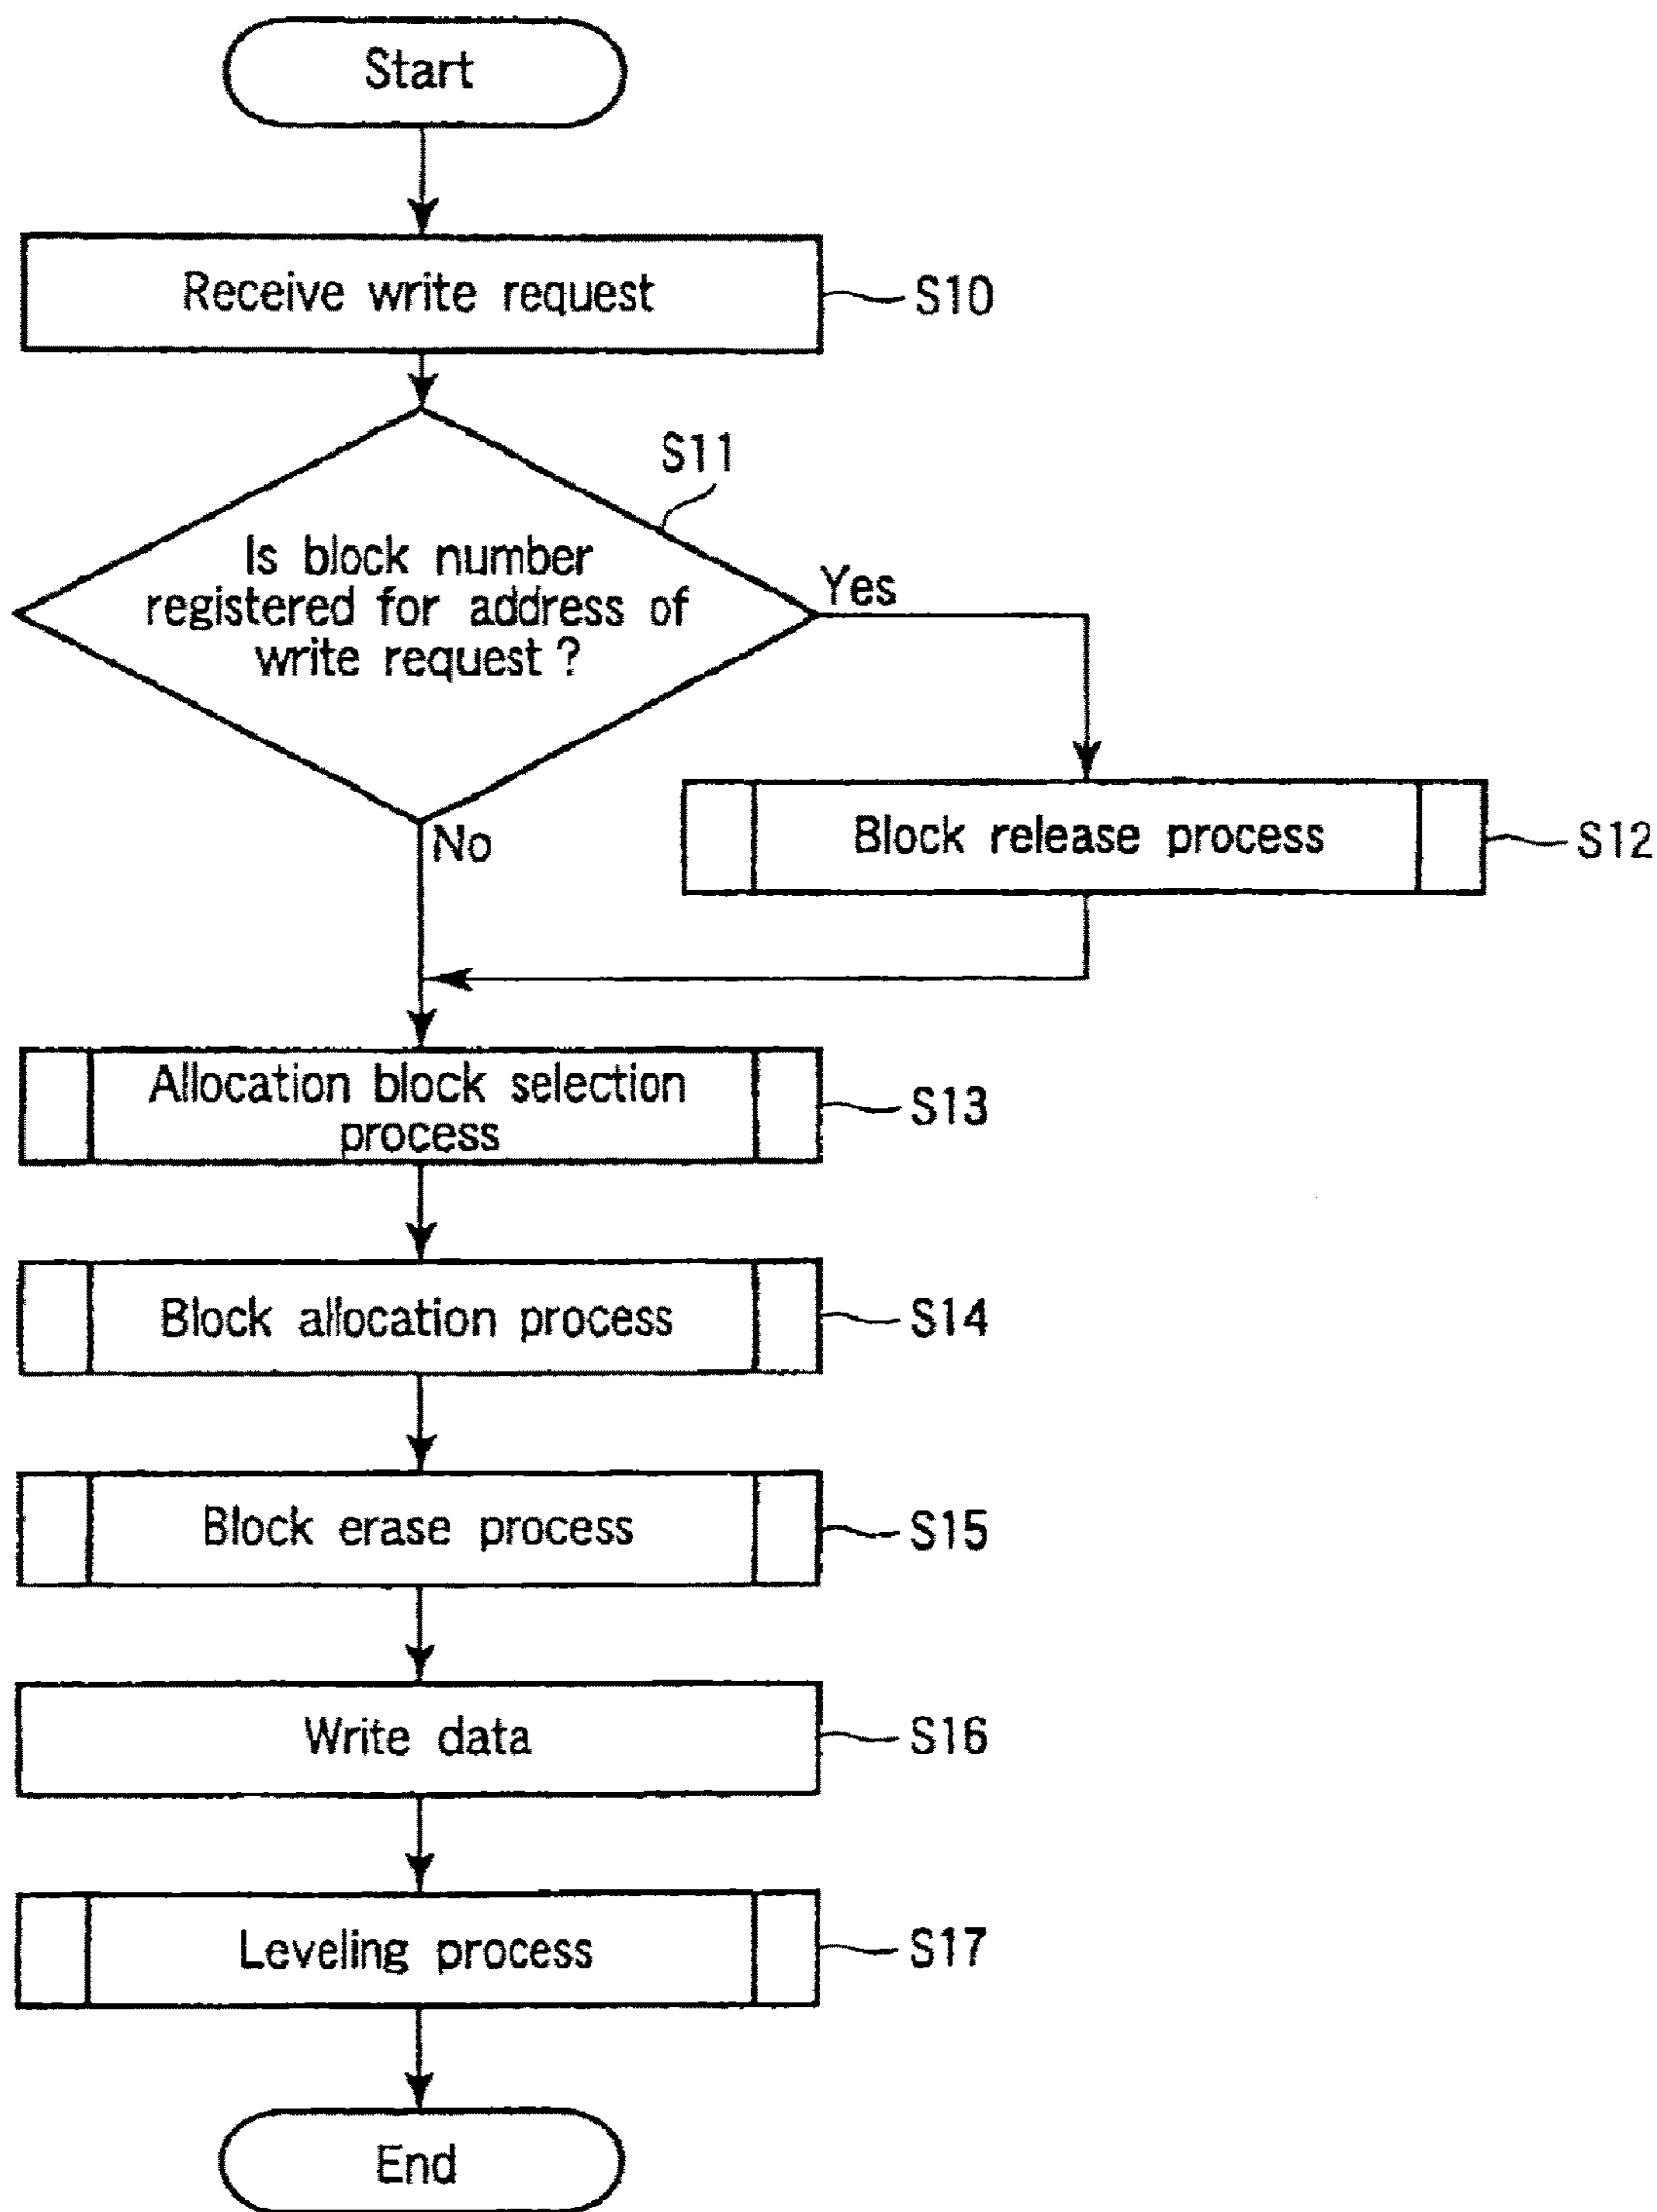 Start
Receive write request
S10
S11
Is block number
registered for address of
write request ?
Yes
No
Block release process
S12
Allocation block selection
process
S13
Block allocation process
S14
Block erase process
S15
Write data
S16
Leveling process
S17
End